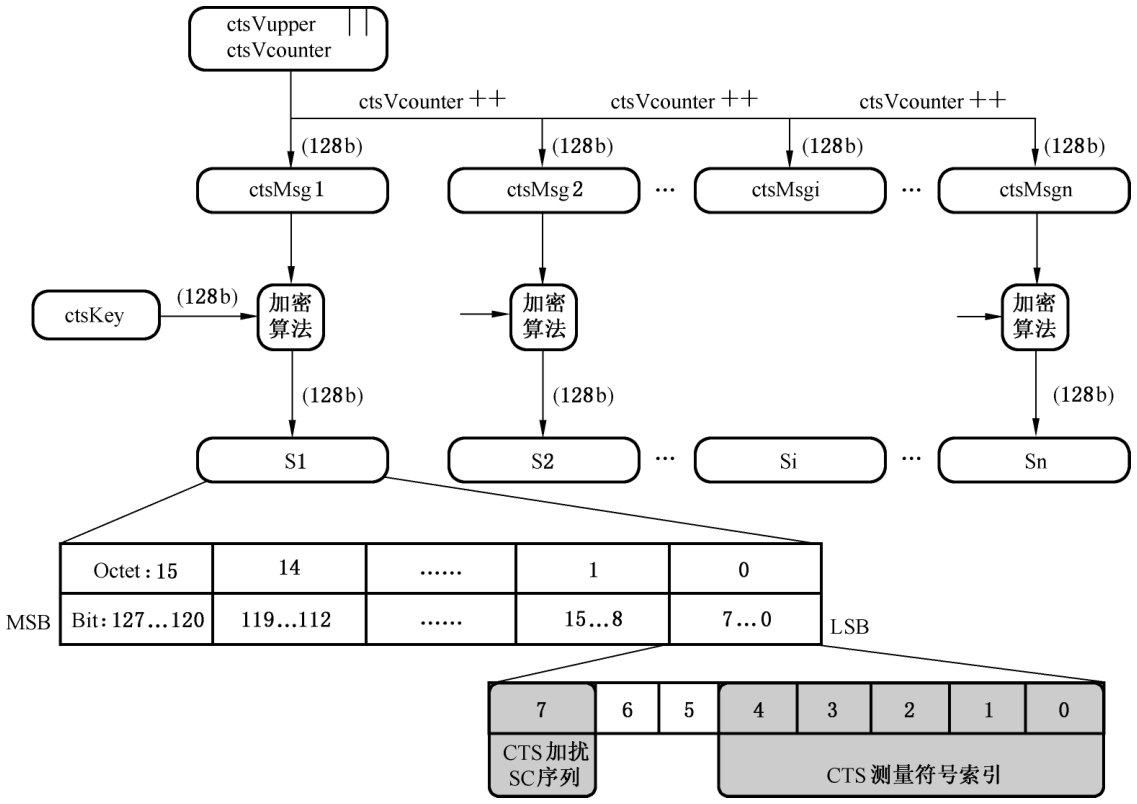 ctsVupper ||
ctsVcounter
ctsVcounter ++ ctsVcounter ++ ctsVcounter ++
(128b) (128b) (128b) (128b)
ctsMsg1 ctsMsg2 … ctsMsgi … ctsMsgn
ctsKey (128b) 加密 加密 加密
算法 算法 算法
(128b) (128b) (128b)
S1 S2 … Si … Sn
Octet:15 14 …… 1 0
MSB Bit:127…120 119…112 …… 15…8 7…0 LSB
7 6 5 4 3 2 1 0
CTS加扰
SC序列
CTS 测量符号索引